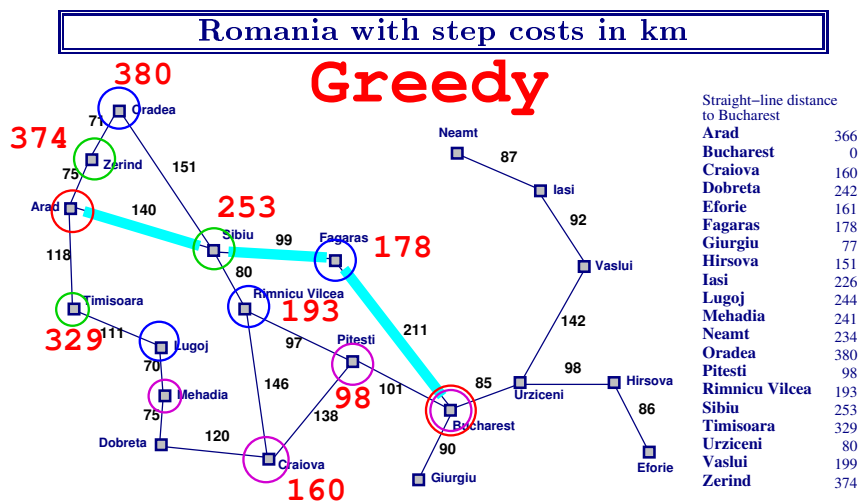 Romania with step costs in km
Greedy
380
Oradea
71
374
Zerind
75
151
Arad
140
253
Sibiu
99
Fagaras
178
118
80
Timisoara
329
111
Rimnicu Vilcea
193
Lugoj
70
97
Pitesti
98
211
Mehadia
146
101
75
138
Dobreta
120
Craiova
160
Bucharest
90
Giurgiu
85
Urziceni
Neamt
87
Iasi
92
Vaslui
142
98
Hirsova
86
Eforie
Straight-line distance
to Bucharest
Arad 366
Bucharest 0
Craiova 160
Dobreta 242
Eforie 161
Fagaras 178
Giurgiu 77
Hirsova 151
Iasi 226
Lugoj 244
Mehadia 241
Neamt 234
Oradea 380
Pitesti 98
Rimnicu Vilcea 193
Sibiu 253
Timisoara 329
Urziceni 80
Vaslui 199
Zerind 374